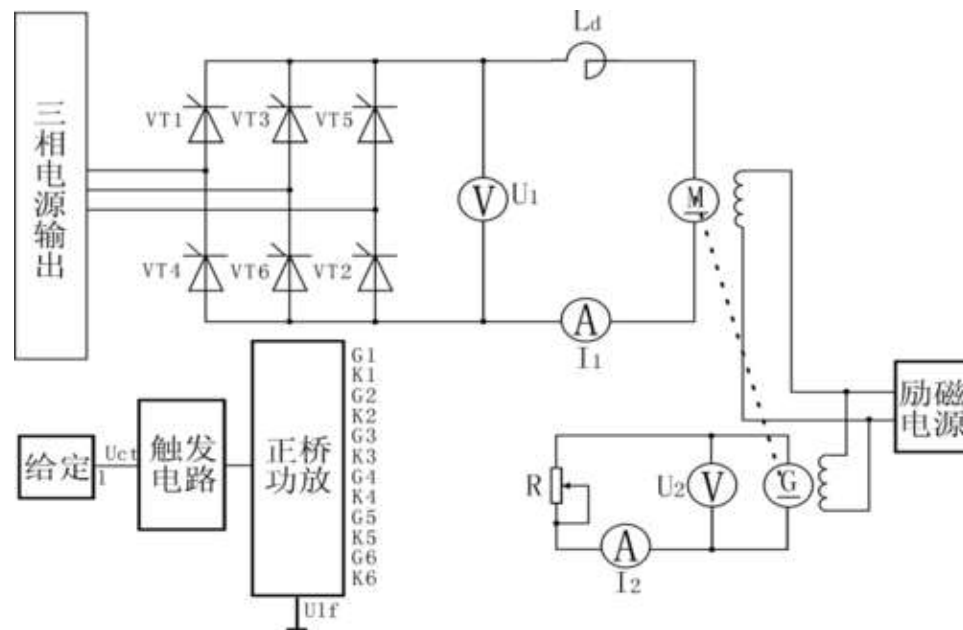 三相电源输出
Ld
VT1
VT3
VT5
V
U1
M
VT4
VT6
VT2
A
I1
励磁电源
给定
Uct
1
触发电路
正桥功放
G1
K1
G2
K2
G3
K3
G4
K4
G5
K5
G6
K6
Ulf
R
U2
V
G
A
I2